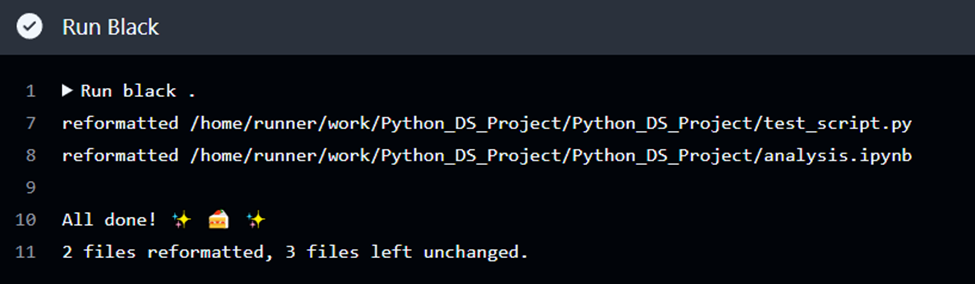 Run Black
1 ▶ Run black .
7 reformatted /home/runner/work/Python_DS_Project/Python_DS_Project/test_script.py
8 reformatted /home/runner/work/Python_DS_Project/Python_DS_Project/analysis.ipynb
9
10 All done! ✨ 🍰 ✨
11 2 files reformatted, 3 files left unchanged.